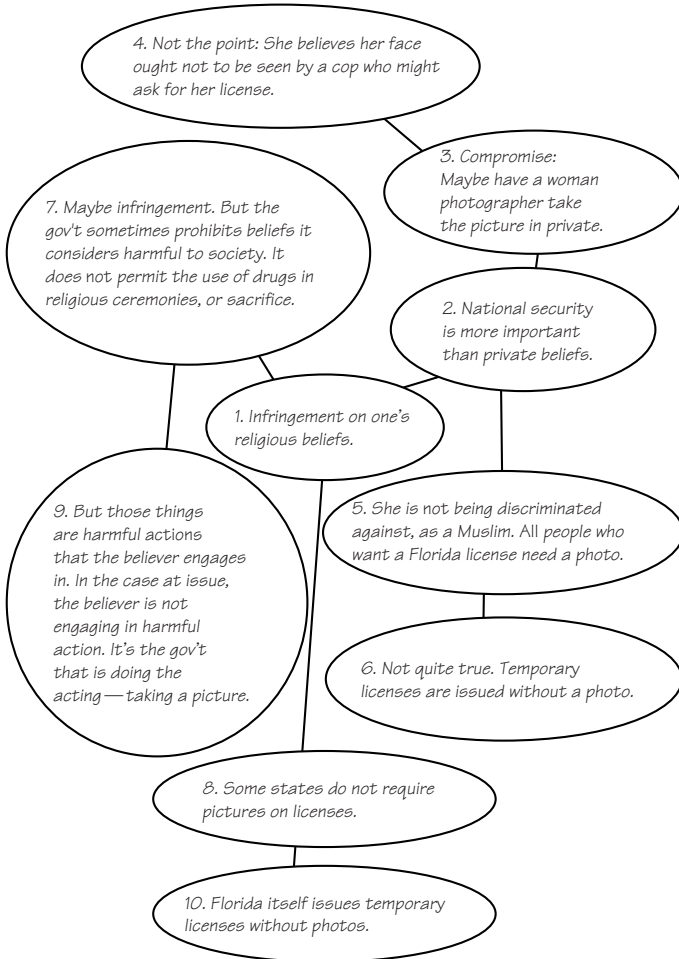 4. Not the point: She believes her face
ought not to be seen by a cop who might
ask for her license.
3. Compromise:
Maybe have a woman
photographer take
the picture in private.
7. Maybe infringement. But the
gov't sometimes prohibits beliefs it
considers harmful to society. It
does not permit the use of drugs in
religious ceremonies, or sacrifice.
2. National security
is more important
than private beliefs.
1. Infringement on one's
religious beliefs.
9. But those things
are harmful actions
that the believer engages
in. In the case at issue,
the believer is not
engaging in harmful
action. It's the gov't
that is doing the
acting—taking a picture.
5. She is not being discriminated
against, as a Muslim. All people who
want a Florida license need a photo.
6. Not quite true. Temporary
licenses are issued without a photo.
8. Some states do not require
pictures on licenses.
10. Florida itself issues temporary
licenses without photos.